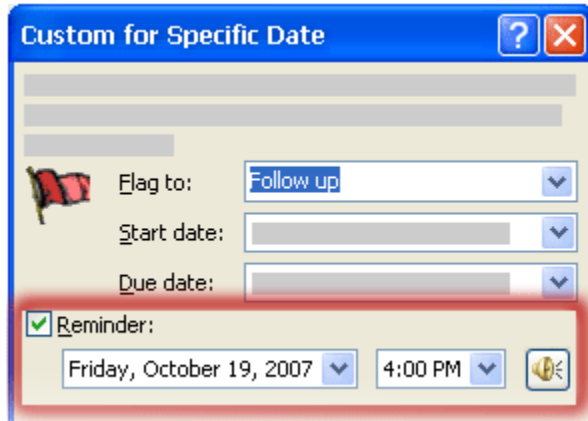 Custom for Specific Date ?
Flag to: Follow up
Start date:
Due date:
Reminder:
Friday, October 19, 2007 4:00 PM